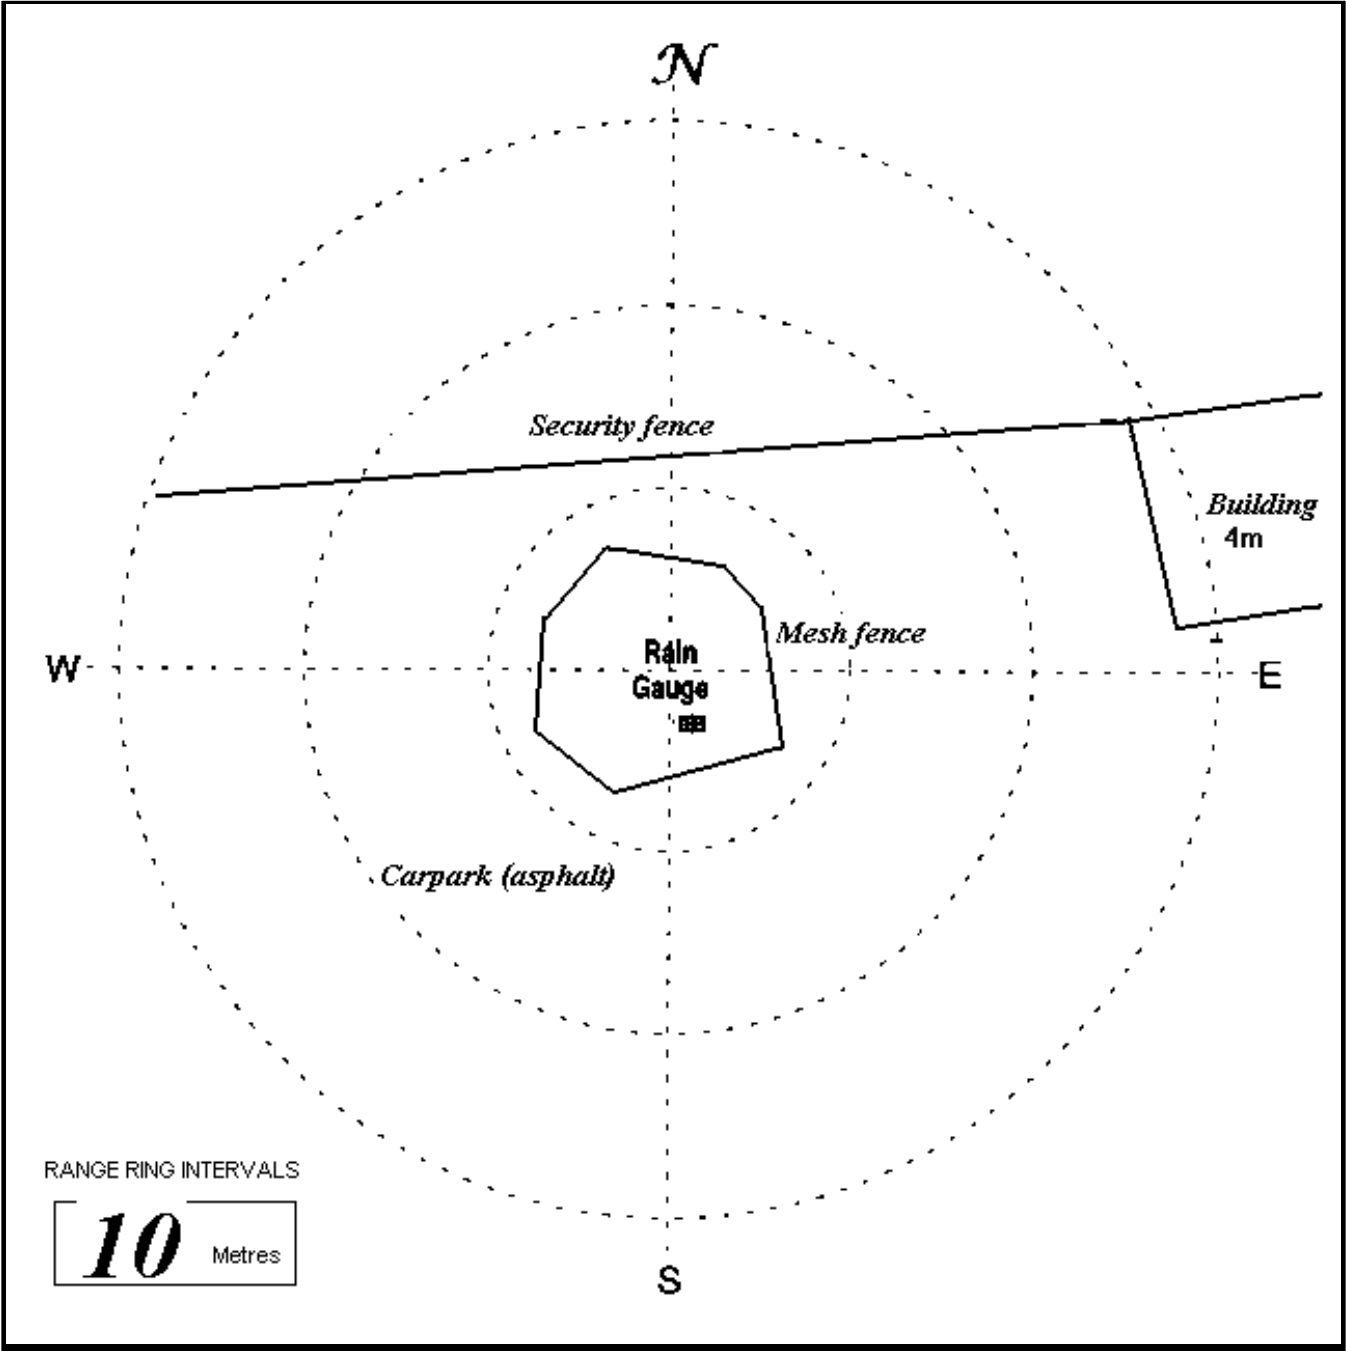 N
Security fence
Building
4m
Mesh fence
Rain
Gauge
W
E
Carpark (asphalt)
RANGE RING INTERVALS
10 Metres
S